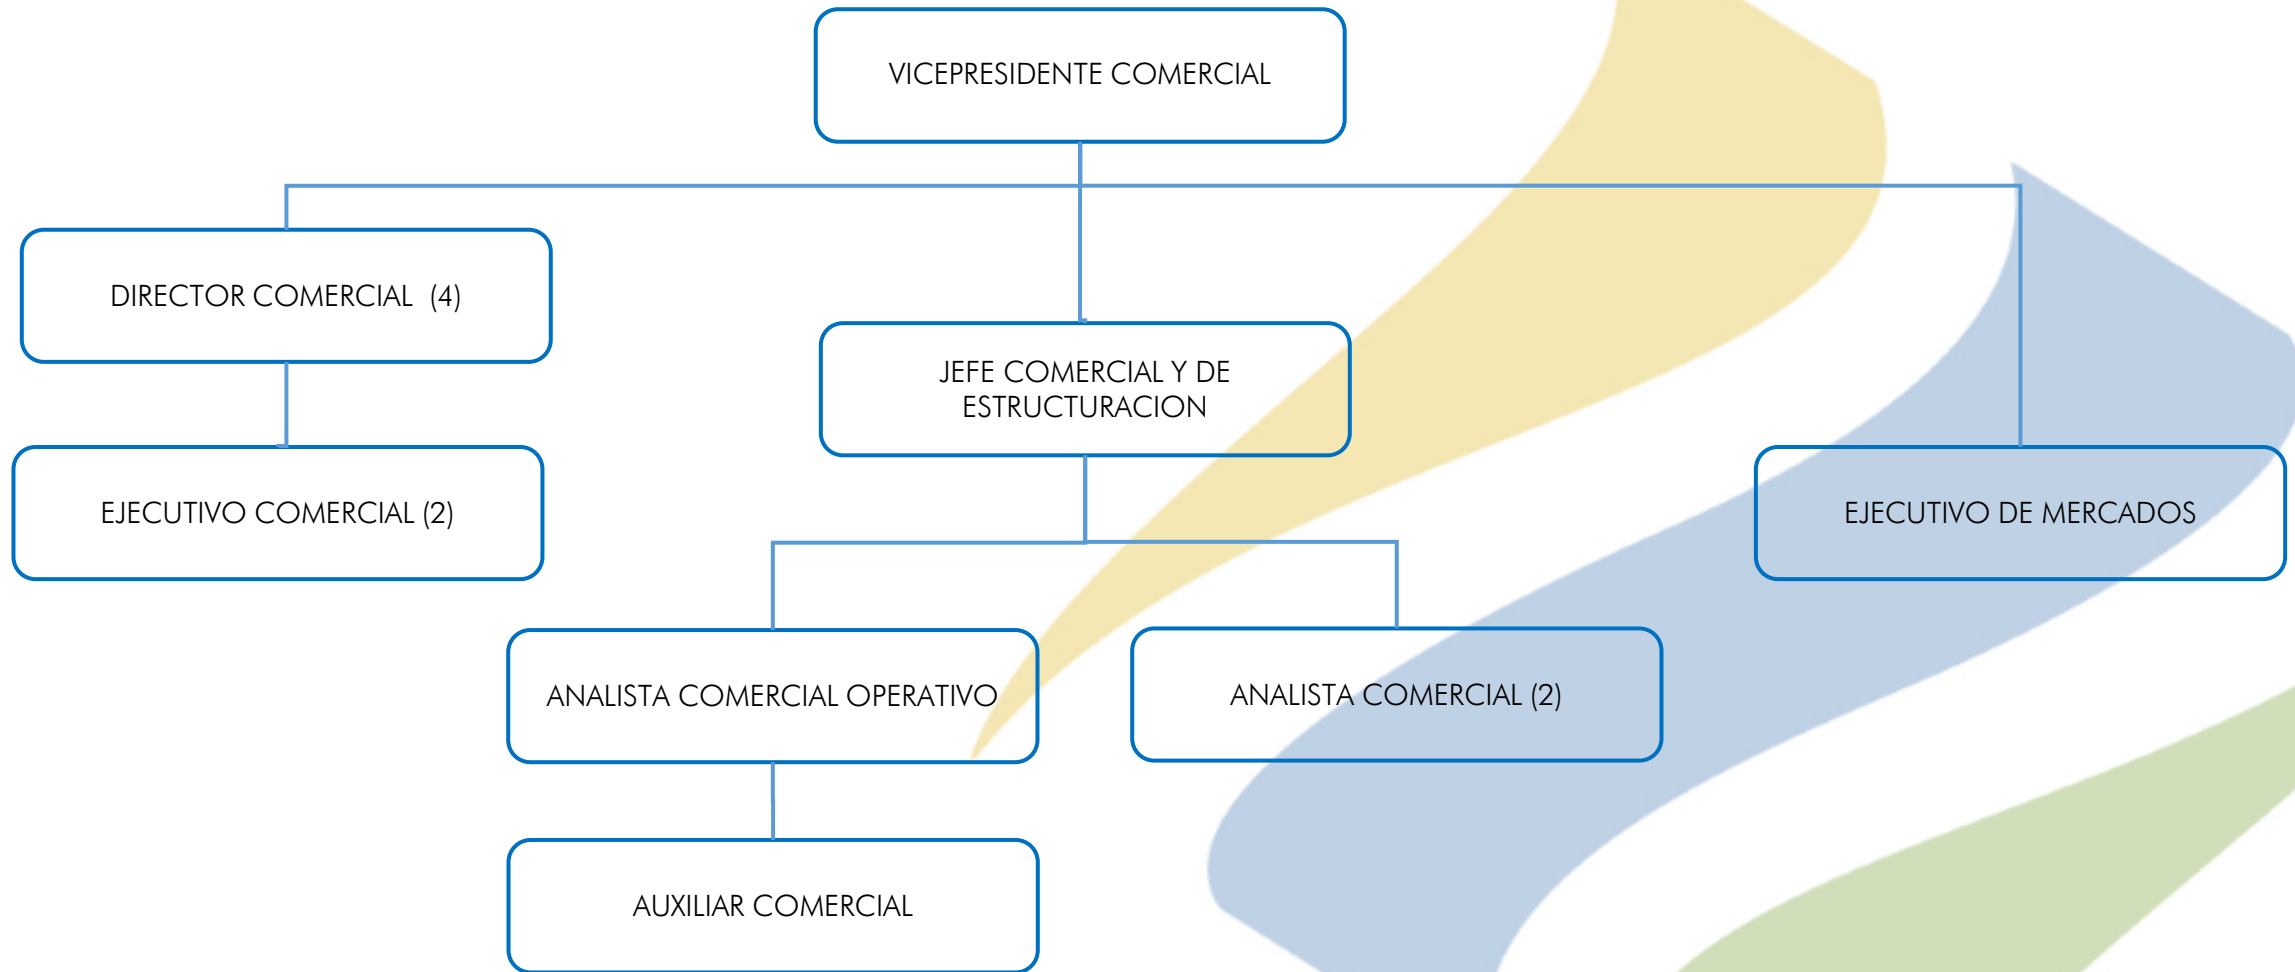 VICEPRESIDENTE COMERCIAL
DIRECTOR COMERCIAL (4)
JEFE COMERCIAL Y DE
ESTRUCTURACION
EJECUTIVO COMERCIAL (2)
EJECUTIVO DE MERCADOS
ANALISTA COMERCIAL OPERATIVO
ANALISTA COMERCIAL (2)
AUXILIAR COMERCIAL